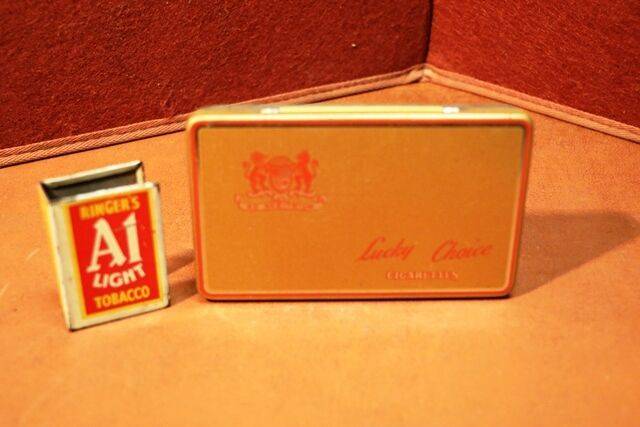 RINGER'S
A1
LIGHT
TOBACCO
Lucky Choice
CIGARETTES